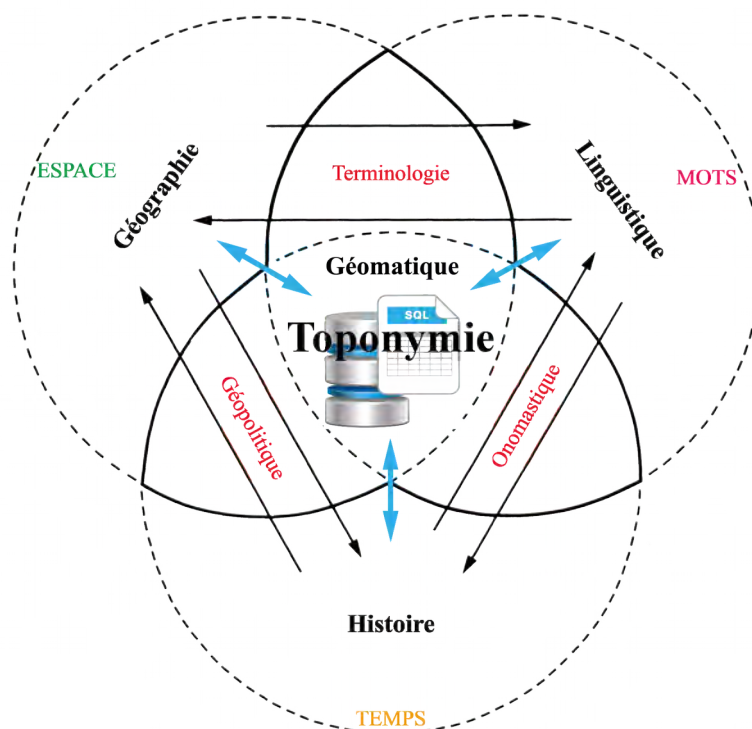 ESPACE
Géographie
Terminologie
Linguistique
MOTS
Géomatique
SQL
Toponymie
Géopolitique
Onomastique
Histoire
TEMPS